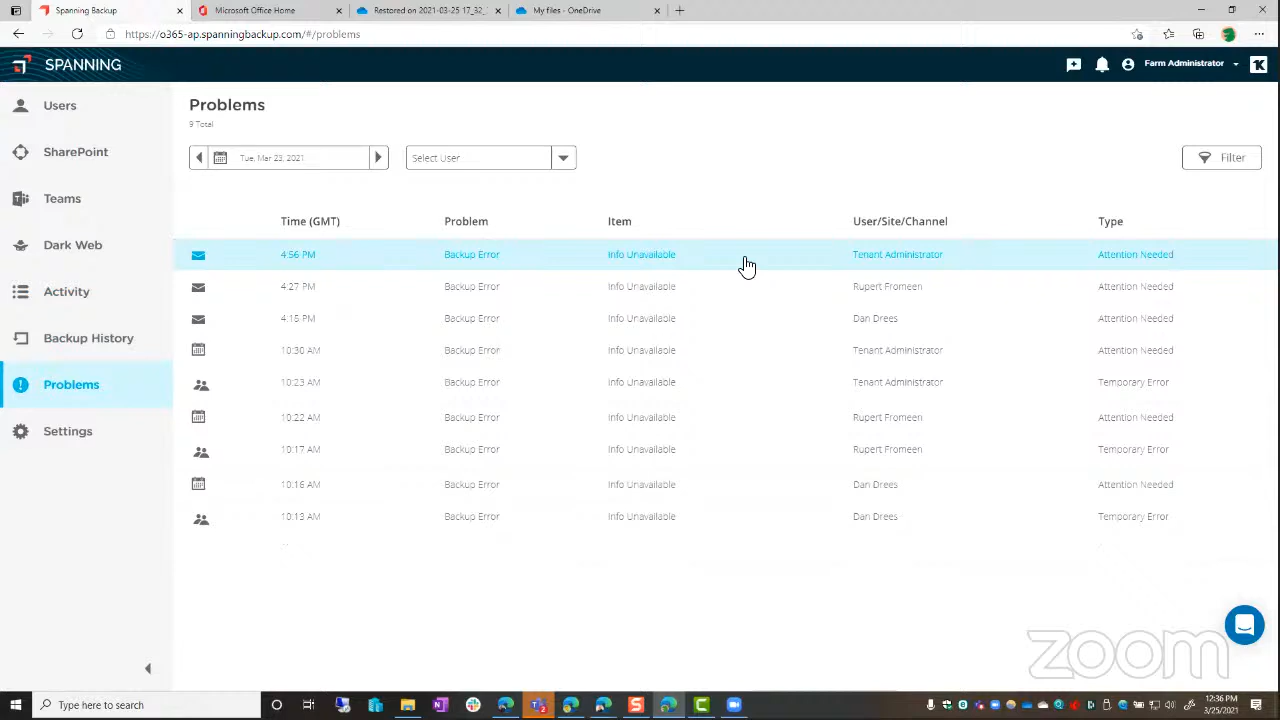 Spanning Backup
Microsoft Office Home
Restored on 2021-03-25 17_32_
My files - OneDrive
https://o365-ap.spanningbackup.com/#/problems
SPANNING
Farm Administrator
Users
SharePoint
Teams
Dark Web
Activity
Backup History
Problems
Settings
Problems
9 Total
Tue, Mar 23, 2021
Select User
Filter
Time (GMT) Problem Item User/Site/Channel Type
4:56 PM Backup Error Info Unavailable Tenant Administrator Attention Needed
4:27 PM Backup Error Info Unavailable Rupert Fromeen Attention Needed
4:15 PM Backup Error Info Unavailable Dan Drees Attention Needed
10:30 AM Backup Error Info Unavailable Tenant Administrator Attention Needed
10:23 AM Backup Error Info Unavailable Tenant Administrator Temporary Error
10:22 AM Backup Error Info Unavailable Rupert Fromeen Attention Needed
10:17 AM Backup Error Info Unavailable Rupert Fromeen Temporary Error
10:16 AM Backup Error Info Unavailable Dan Drees Attention Needed
10:13 AM Backup Error Info Unavailable Dan Drees Temporary Error
zoom
Type here to search
12:36 PM
3/25/2021